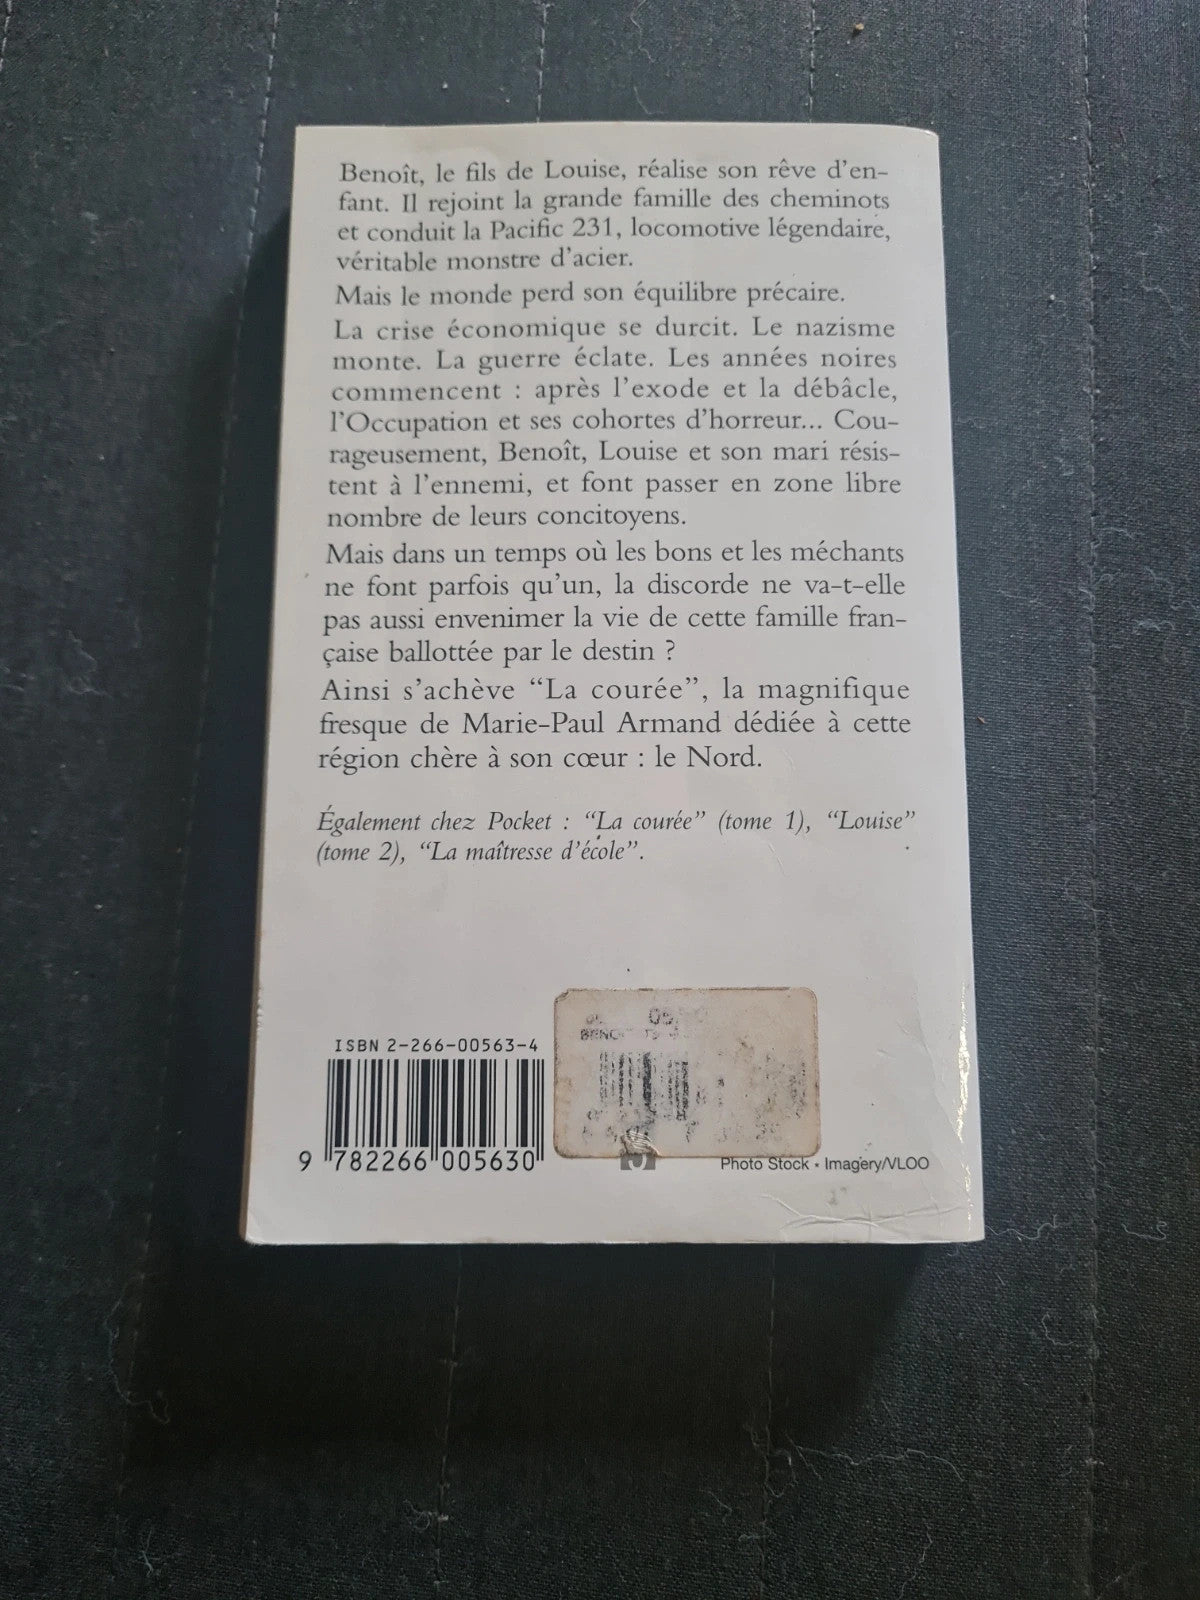 Benoît, le fils de Louise, réalise son rêve d'en-
fant. Il rejoint la grande famille des cheminots
et conduit la Pacific 231, locomotive légendaire,
véritable monstre d'acier.
Mais le monde perd son équilibre précaire.
La crise économique se durcit. Le nazisme
monte. La guerre éclate. Les années noires
commencent : après l'exode et la débâcle,
l'Occupation et ses cohortes d'horreur... Cou-
rageusement, Benoît, Louise et son mari résis-
tent à l'ennemi, et font passer en zone libre
nombre de leurs concitoyens.
Mais dans un temps où les bons et les méchants
ne font parfois qu'un, la discorde ne va-t-elle
pas aussi envenimer la vie de cette famille fran-
çaise ballottée par le destin ?
Ainsi s'achève “La courée”, la magnifique
fresque de Marie-Paul Armand dédiée à cette
région chère à son cœur : le Nord.
Également chez Pocket : “La courée” (tome 1), “Louise”
(tome 2), “La maîtresse d'école”.
ISBN 2-266-00563-4
9 782266 005630
Photo Stock • Imagery/VLOO